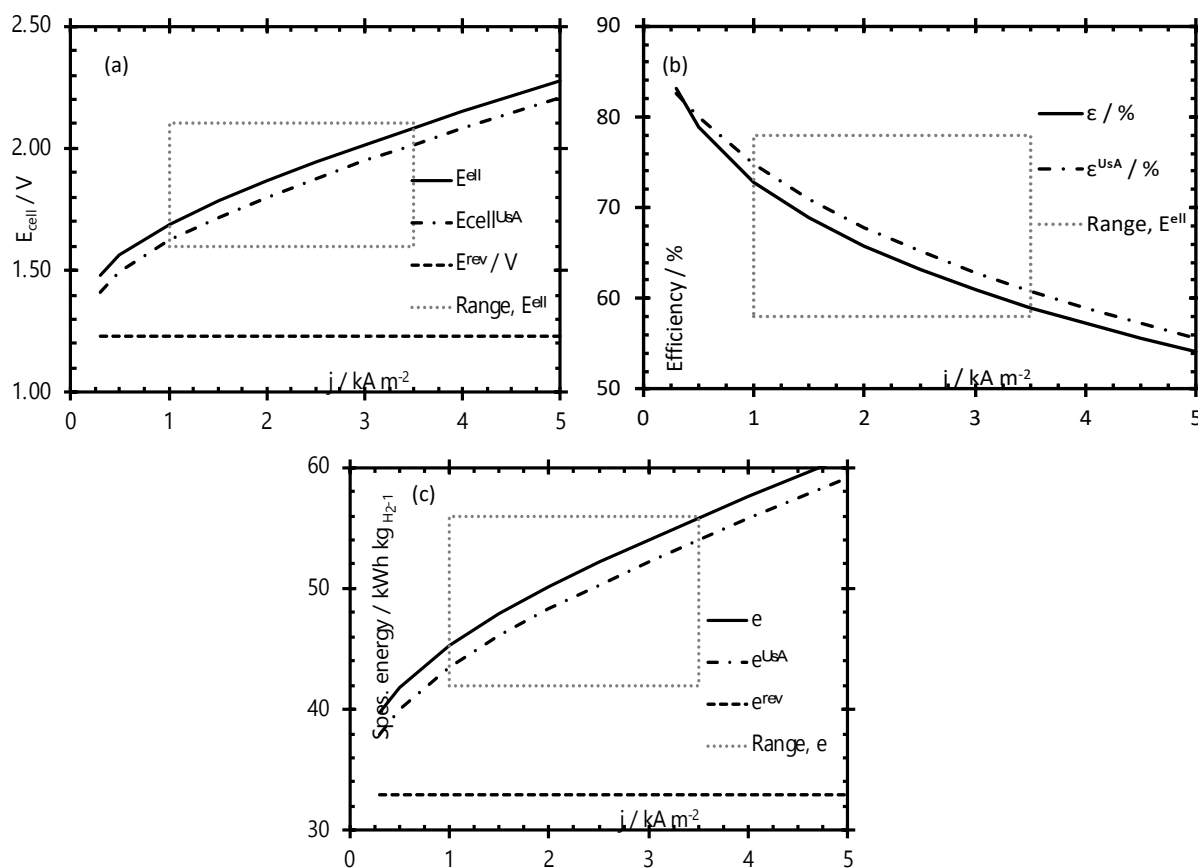 2.50
(a)
2.00
E_cell / V
E^ell
Ecell^UsA
1.50
E^rev / V
Range, E^ell
j / kA m^-2
1.00
0 1 2 3 4 5
90
(b)
80
ε / %
ε^UsA / %
70
Range, E^ell
60
Efficiency / %
j / kA m^-2
50
0 1 2 3 4 5
60
(c)
Spes. energy / kWh kg_H2^-1
50
e
e^UsA
40
e^rev
Range, e
j / kA m^-2
30
0 1 2 3 4 5